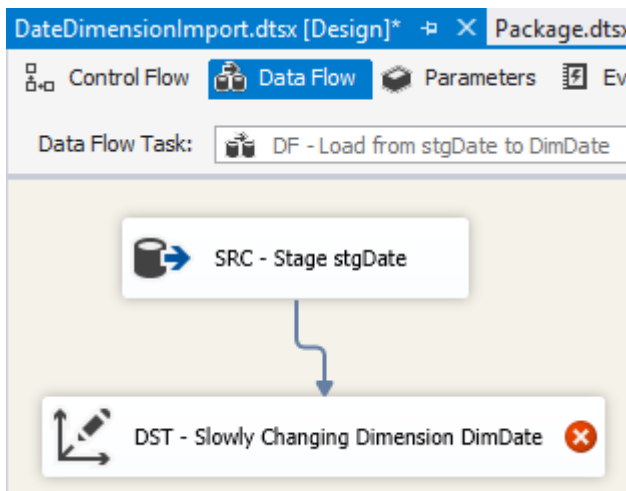 DateDimensionImport.dtsx [Design]* Package.dtsx
Control Flow Data Flow Parameters Ev
Data Flow Task: DF - Load from stgDate to DimDate
SRC - Stage stgDate
DST - Slowly Changing Dimension DimDate